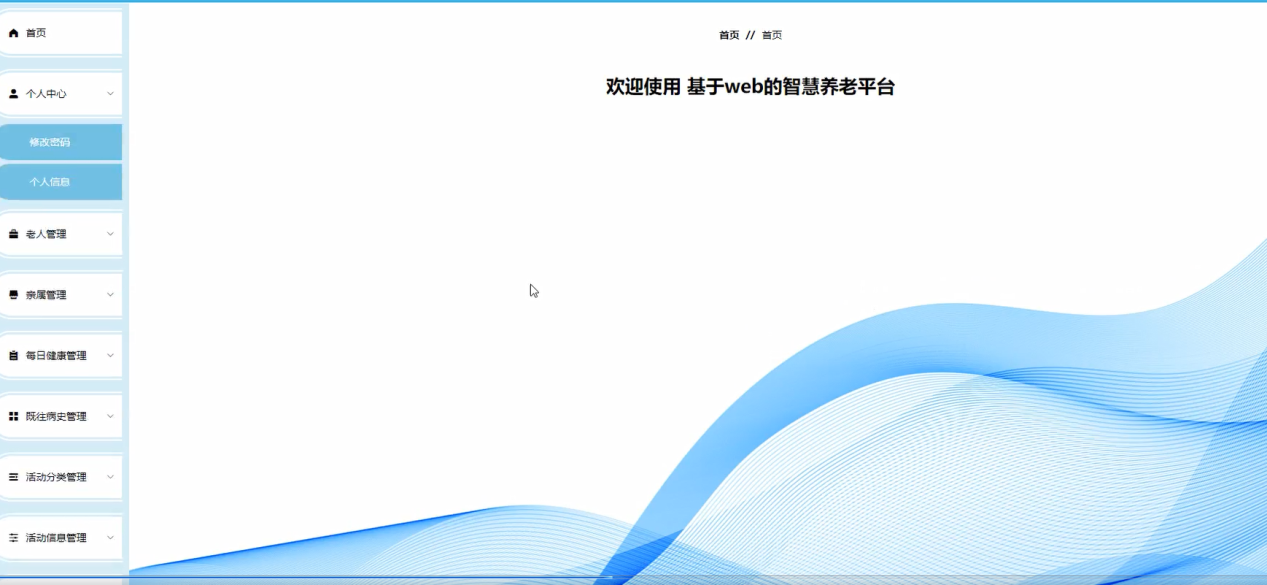 首页
个人中心
修改密码
个人信息
老人管理
亲属管理
每日健康管理
既往病史管理
活动分类管理
活动信息管理
首页 // 首页
欢迎使用 基于web的智慧养老平台